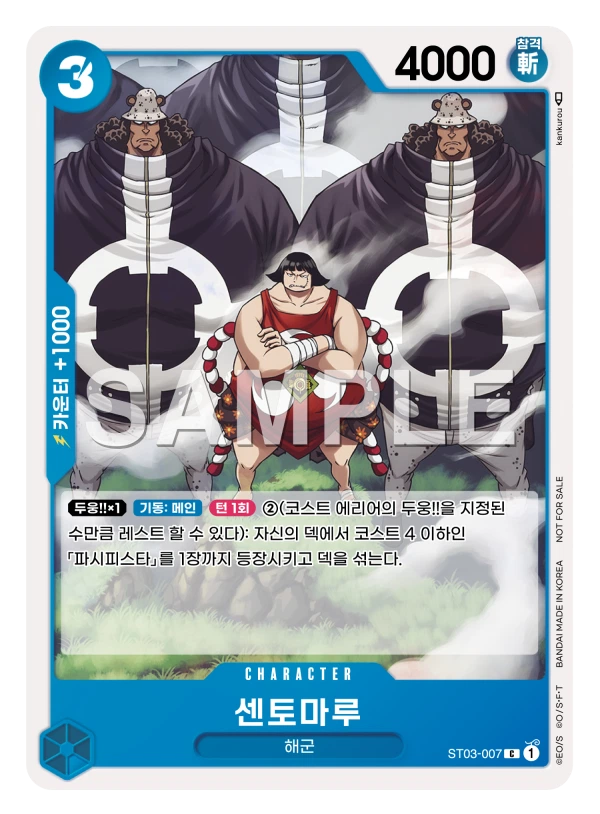 3
4000
참격
斬
kankurou
⚡카운터 +1000
SAMPLE
두웅!!×1 기동: 메인 턴 1회 ②(코스트 에리어의 두웅!!을 지정된
수만큼 레스트 할 수 있다): 자신의 덱에서 코스트 4 이하인
「파시피스타」를 1장까지 등장시키고 덱을 섞는다.
CHARACTER
센토마루
해군
ST03-007 C 1
©EO/S ©O/S·F·T BANDAI MADE IN KOREA NOT FOR SALE